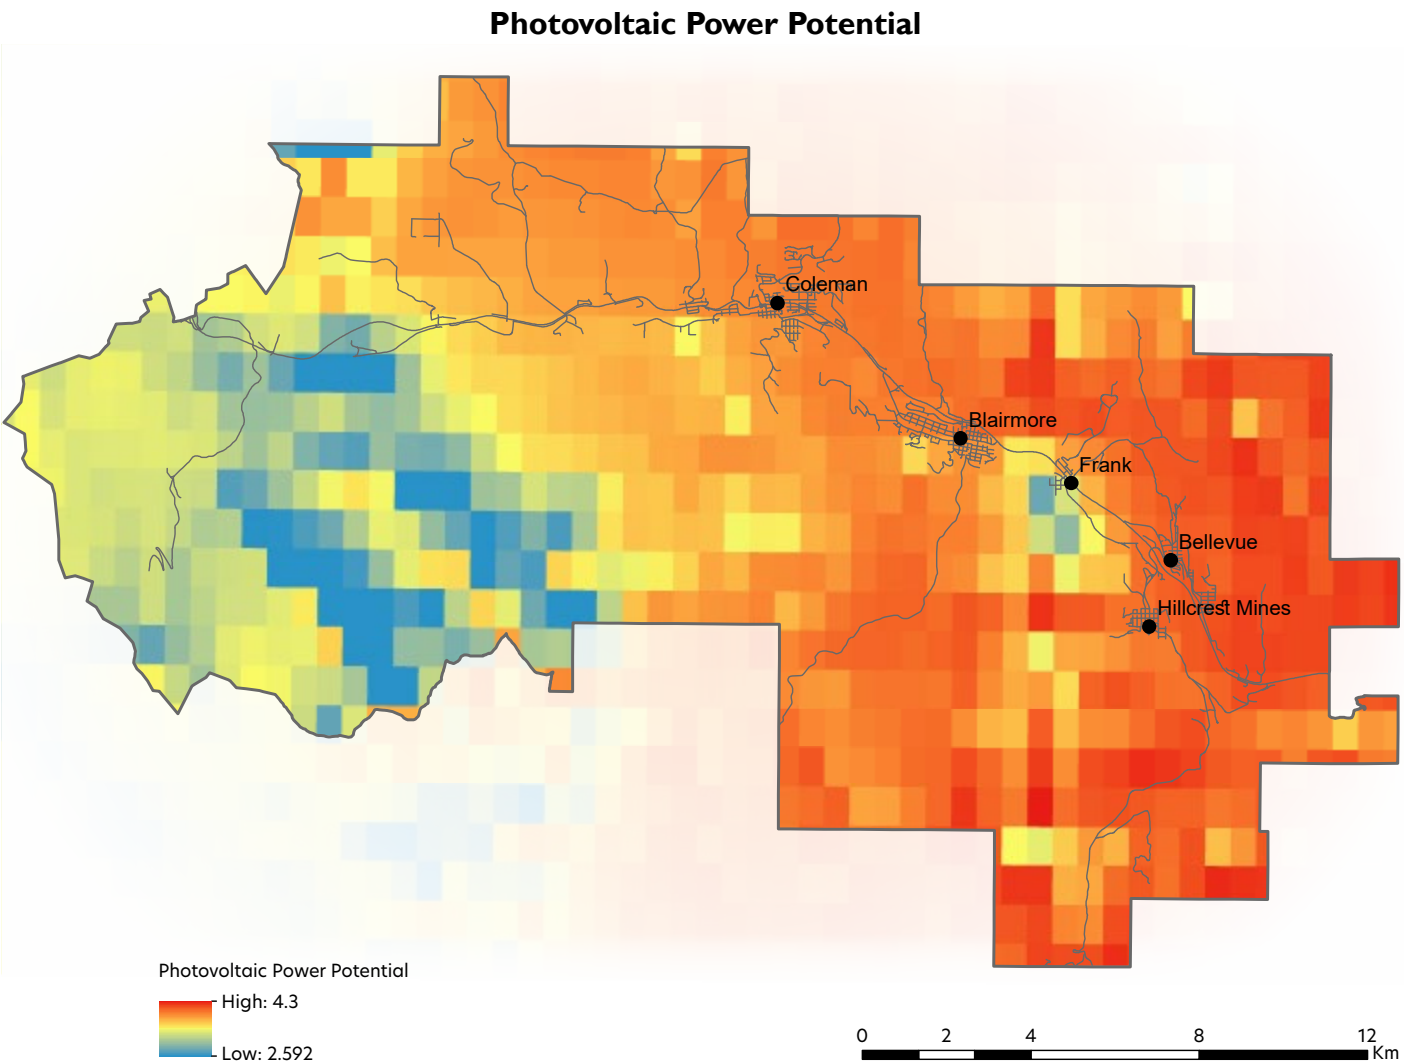 Photovoltaic Power Potential
Coleman
Blairmore
Frank
Bellevue
Hillcrest Mines
Photovoltaic Power Potential
High: 4.3
Low: 2.592
0 2 4 8 12
Km